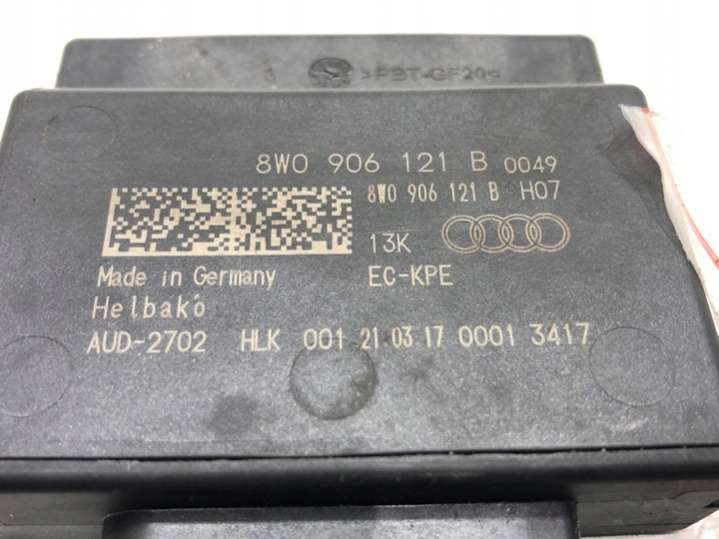 3 >PBT-GF20<
8W0 906 121 B 0049
8W0 906 121 B H07
13K
Made in Germany EC-KPE
Helbako
AUD-2702 HLK 001 21 03 17 0001 3417